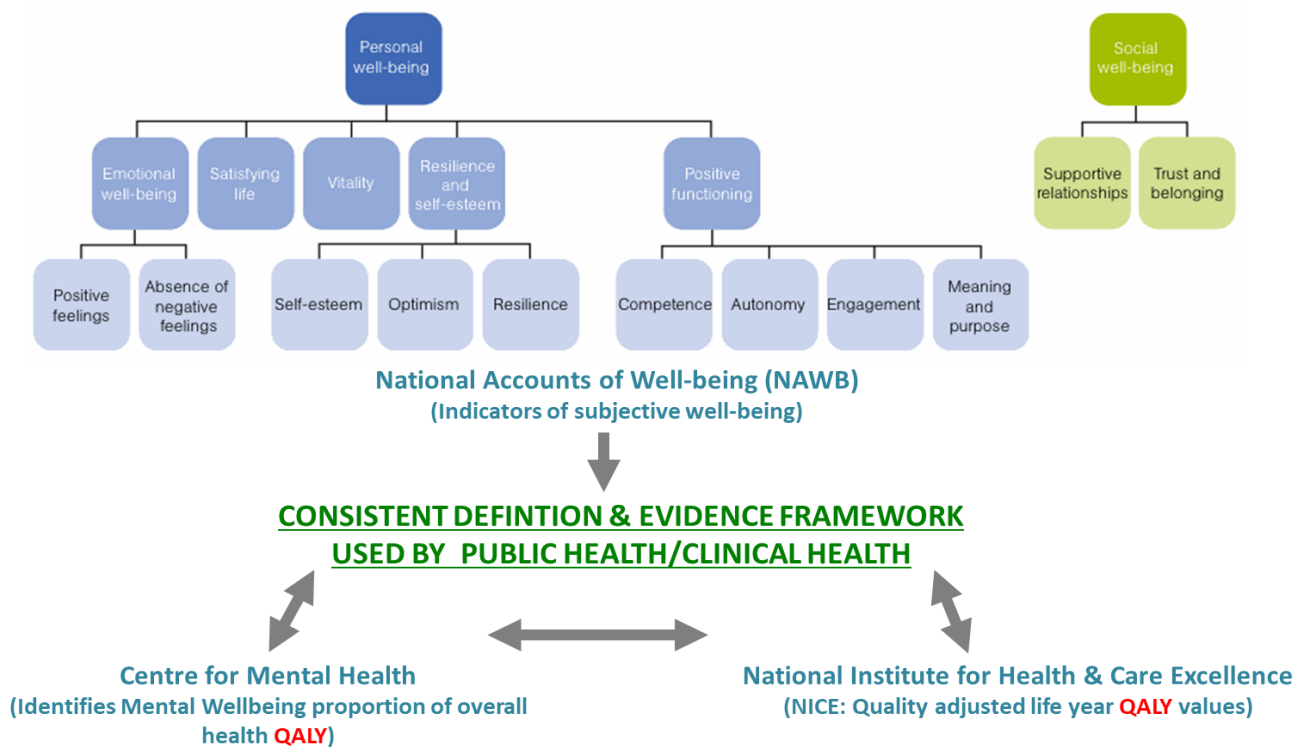 Personal
well-being
Social
well-being
Emotional
well-being
Satisfying
life
Vitality
Resilience
and
self-esteem
Positive
functioning
Supportive
relationships
Trust and
belonging
Positive
feelings
Absence of
negative
feelings
Self-esteem
Optimism
Resilience
Competence
Autonomy
Engagement
Meaning
and
purpose
National Accounts of Well-being (NAWB)
(Indicators of subjective well-being)
CONSISTENT DEFINTION & EVIDENCE FRAMEWORK
USED BY PUBLIC HEALTH/CLINICAL HEALTH
Centre for Mental Health
(Identifies Mental Wellbeing proportion of overall
health QALY)
National Institute for Health & Care Excellence
(NICE: Quality adjusted life year QALY values)